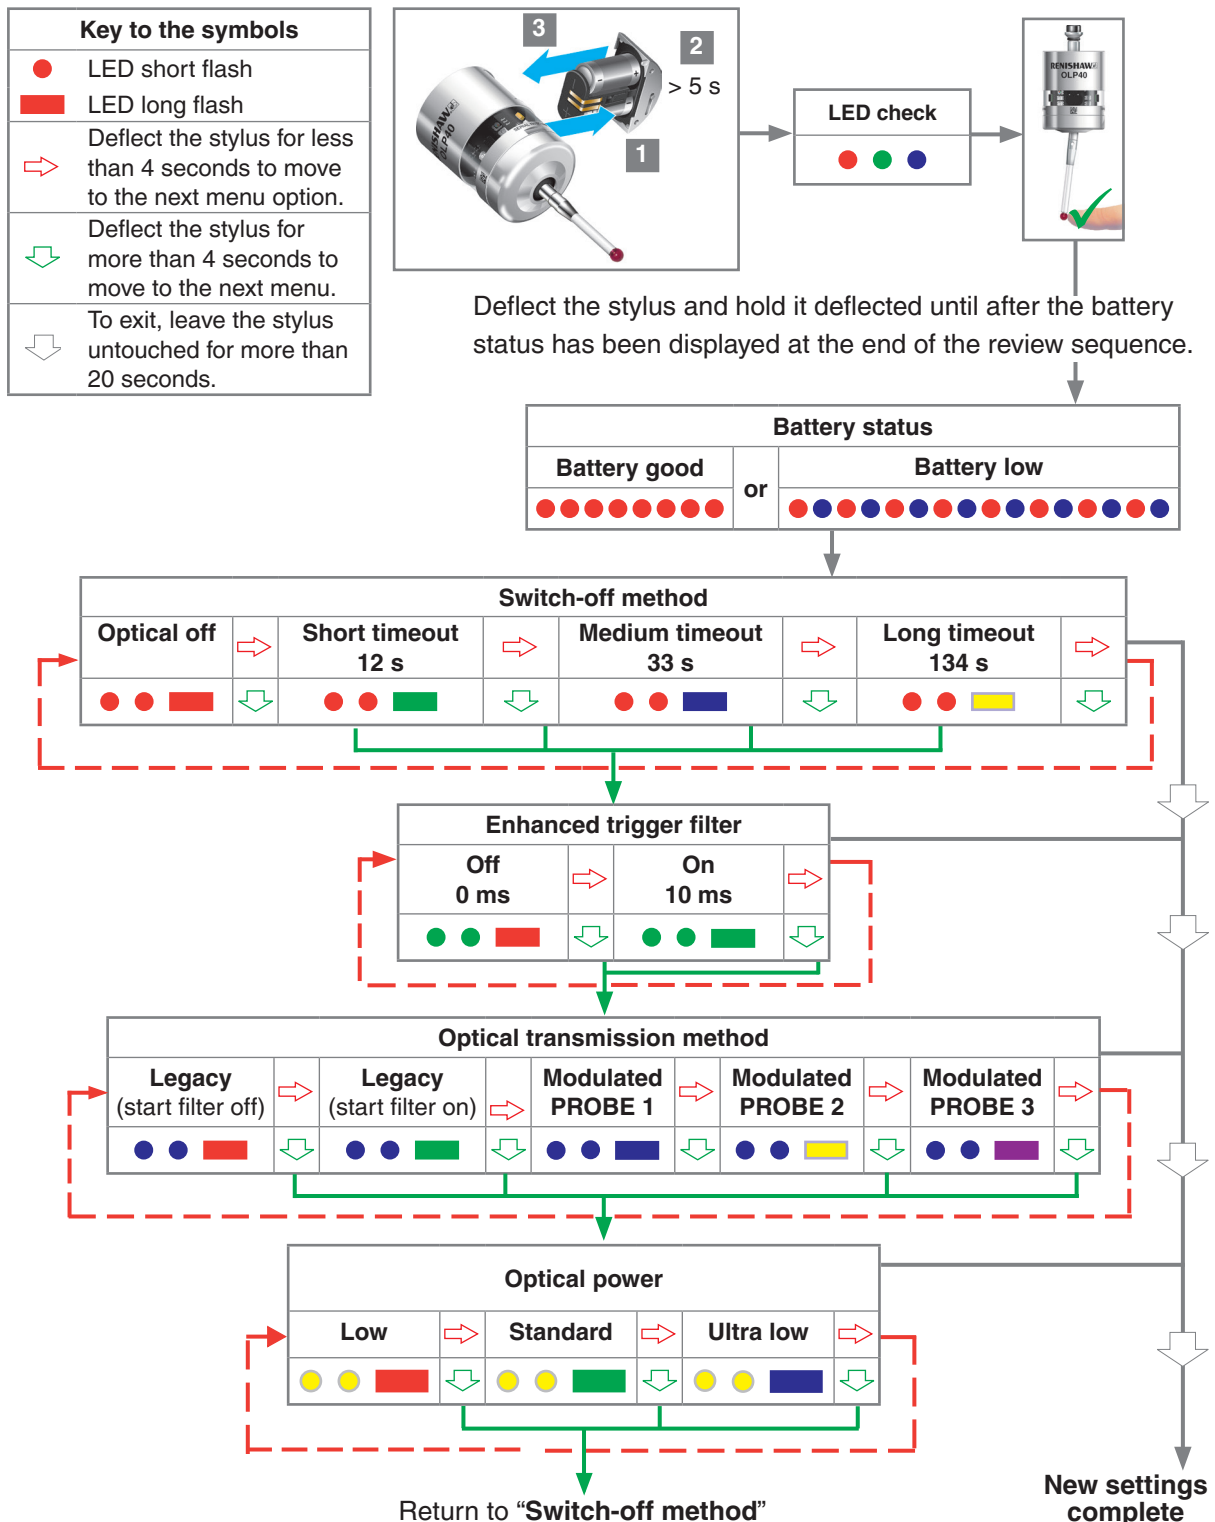 Key to the symbols
LED short flash
LED long flash
Deflect the stylus for less
than 4 seconds to move
to the next menu option.
Deflect the stylus for
more than 4 seconds to
move to the next menu.
To exit, leave the stylus
untouched for more than
20 seconds.
3
2
> 5 s
1
RENISHAW
OLP40
LED check
RENISHAW
OLP40
Deflect the stylus and hold it deflected until after the battery
status has been displayed at the end of the review sequence.
Battery status
Battery good
or
Battery low
Switch-off method
Optical off
Short timeout
12 s
Medium timeout
33 s
Long timeout
134 s
Enhanced trigger filter
Off
0 ms
On
10 ms
Optical transmission method
Legacy
(start filter off)
Legacy
(start filter on)
Modulated
PROBE 1
Modulated
PROBE 2
Modulated
PROBE 3
Optical power
Low
Standard
Ultra low
Return to “Switch-off method”
New settings
complete